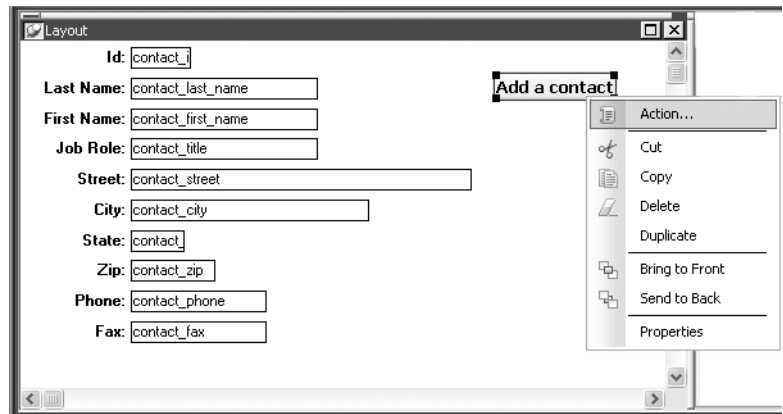 Layout
Id: contact_i
Last Name: contact_last_name
First Name: contact_first_name
Job Role: contact_title
Street: contact_street
City: contact_city
State: contact_
Zip: contact_zip
Phone: contact_phone
Fax: contact_fax
Add a contact
Action...
Cut
Copy
Delete
Duplicate
Bring to Front
Send to Back
Properties